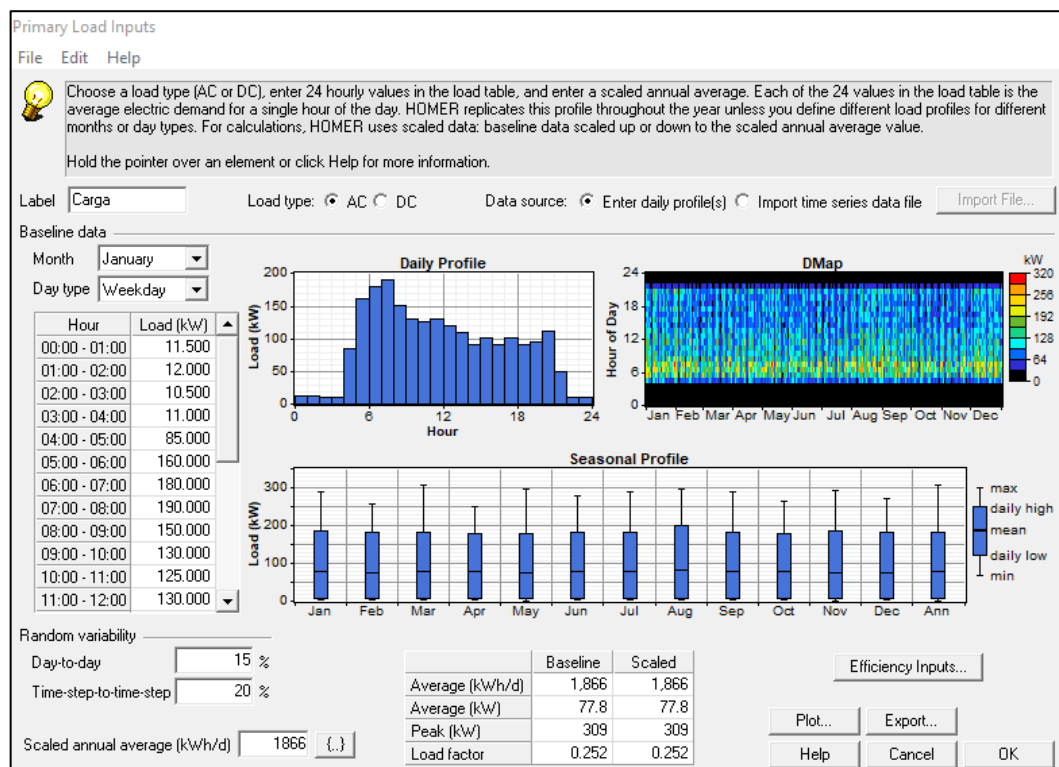 Primary Load Inputs
File Edit Help
Choose a load type (AC or DC), enter 24 hourly values in the load table, and enter a scaled annual average. Each of the 24 values in the load table is the
average electric demand for a single hour of the day. HOMER replicates this profile throughout the year unless you define different load profiles for different
months or day types. For calculations, HOMER uses scaled data: baseline data scaled up or down to the scaled annual average value.
Hold the pointer over an element or click Help for more information.
Label Carga Load type: AC DC Data source: Enter daily profile(s) Import time series data file Import File...
Baseline data
Month January
Day type Weekday
Hour Load (kW)
00:00 - 01:00 11.500
01:00 - 02:00 12.000
02:00 - 03:00 10.500
03:00 - 04:00 11.000
04:00 - 05:00 85.000
05:00 - 06:00 160.000
06:00 - 07:00 180.000
07:00 - 08:00 190.000
08:00 - 09:00 150.000
09:00 - 10:00 130.000
10:00 - 11:00 125.000
11:00 - 12:00 130.000
Daily Profile
Load (kW)
200
150
100
50
0
0 6 12 18 24
Hour
DMap
Hour of Day
24
18
12
6
0
Jan Feb Mar Apr May Jun Jul Aug Sep Oct Nov Dec
kW
320
256
192
128
64
0
Seasonal Profile
Load (kW)
300
200
100
0
Jan Feb Mar Apr May Jun Jul Aug Sep Oct Nov Dec Ann
max
daily high
mean
daily low
min
Random variability
Day-to-day 15 %
Time-step-to-time-step 20 %
Scaled annual average (kWh/d) 1866 {..}
Baseline Scaled
Average (kWh/d) 1,866 1,866
Average (kW) 77.8 77.8
Peak (kW) 309 309
Load factor 0.252 0.252
Efficiency Inputs...
Plot... Export...
Help Cancel OK